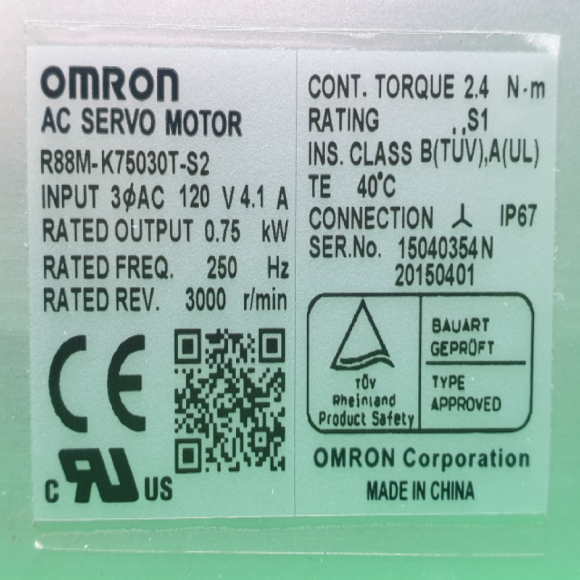 OMRON
AC SERVO MOTOR
R88M-K75030T-S2
INPUT 3ϕAC 120 V 4.1 A
RATED OUTPUT 0.75 kW
RATED FREQ. 250 Hz
RATED REV. 3000 r/min
CONT. TORQUE 2.4 N·m
RATING S1
INS. CLASS B(TÜV),A(UL)
TE 40°C
CONNECTION IP67
SER.No. 15040354N
20150401
CE
C RU US
TÜV
Rheinland
Product Safety
BAUART
GEPRÜFT
TYPE
APPROVED
OMRON Corporation
MADE IN CHINA